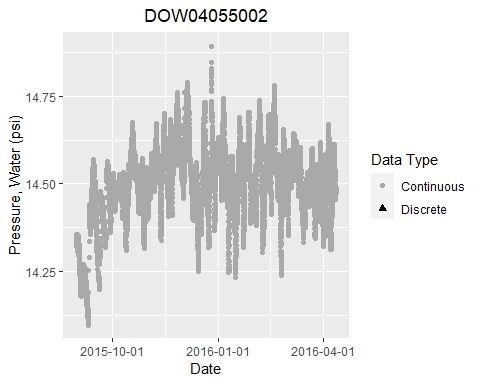 DOW04055002
Pressure, Water (psi)
14.75
14.50
14.25
2015-10-01
2016-01-01
2016-04-01
Date
Data Type
Continuous
Discrete